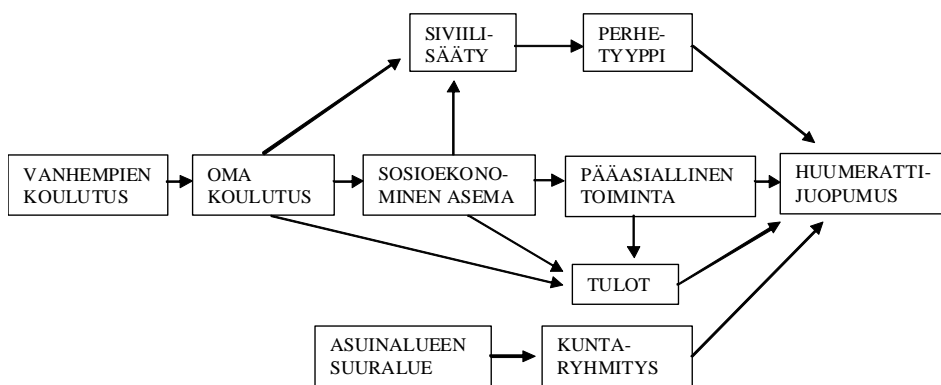 SIVIILI-
SÄÄTY
PERHE-
TYYPPI
VANHEMPIEN
KOULUTUS
OMA
KOULUTUS
SOSIOEKONO-
MINEN ASEMA
PÄÄASIALLINEN
TOIMINTA
HUUMERATTI-
JUOPUMUS
TULOT
ASUINALUEEN
SUURALUE
KUNTA-
RYHMITYS